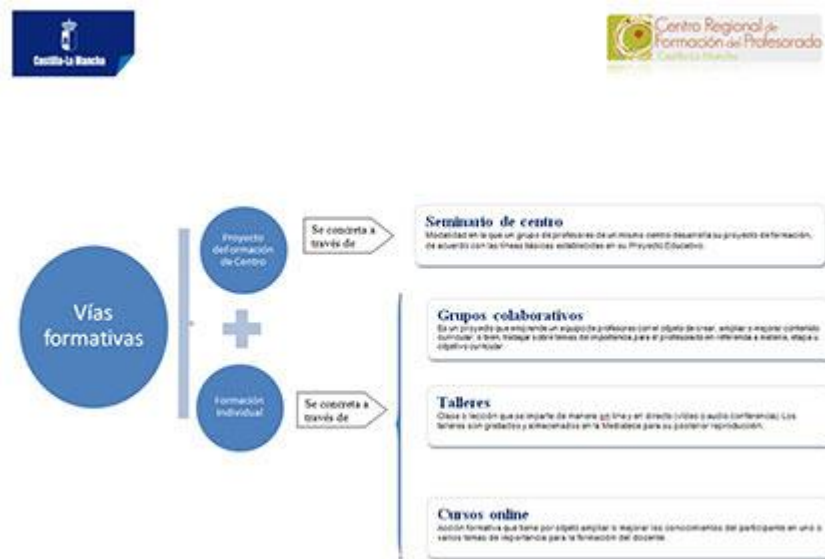 Castilla-La Mancha
Centro Regional de
Formación del Profesorado
Castilla-La Mancha
Vías
formativas
Proyecto
deFormación
de Centro
Se concreta a
través de
Seminario de centro
Modalidad en la que un grupo de profesores de un mismo centro desarrolla su proyecto de formación,
de acuerdo con las líneas básicas establecidas en su Proyecto Educativo.
Formación
Individual
Se concreta a
través de
Grupos colaborativos
Es un proyecto que emprende un equipo de profesores con el objeto de crear, ampliar o mejorar contenido
curricular, o bien, trabajar sobre temas de importancia para el profesorado en referencia a materia, etapa u
objetivo curricular.
Talleres
Clase o lección que se imparte de manera on line y en directo (video o audio conferencia). Los
talleres son grabados y almacenados en la Mediateca para su posterior reproducción.
Cursos online
Acción formativa que tiene por objeto ampliar o mejorar los conocimientos del participante en uno o
varios temas de importancia para la formación del docente.